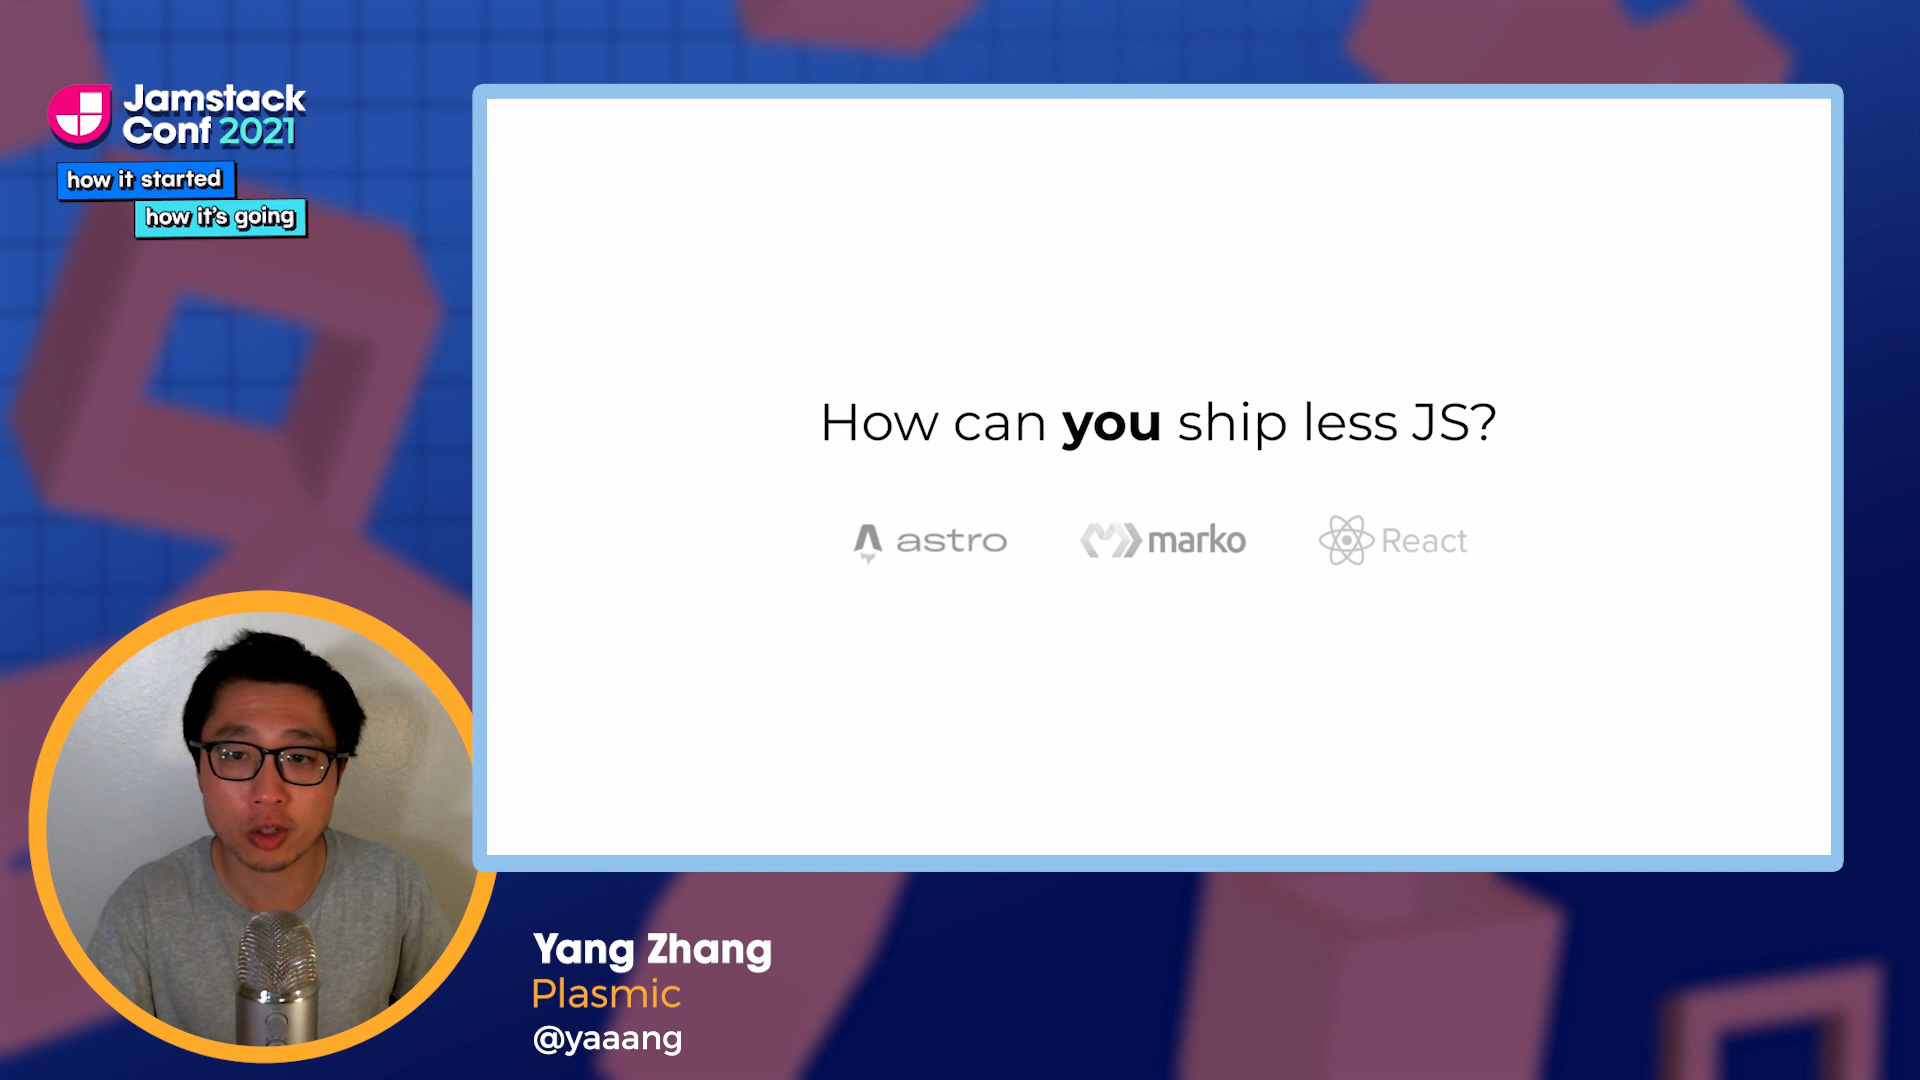 Jamstack
Conf 2021
how it started
how it's going
How can you ship less JS?
astro
marko
React
Yang Zhang
Plasmic
@yaaang